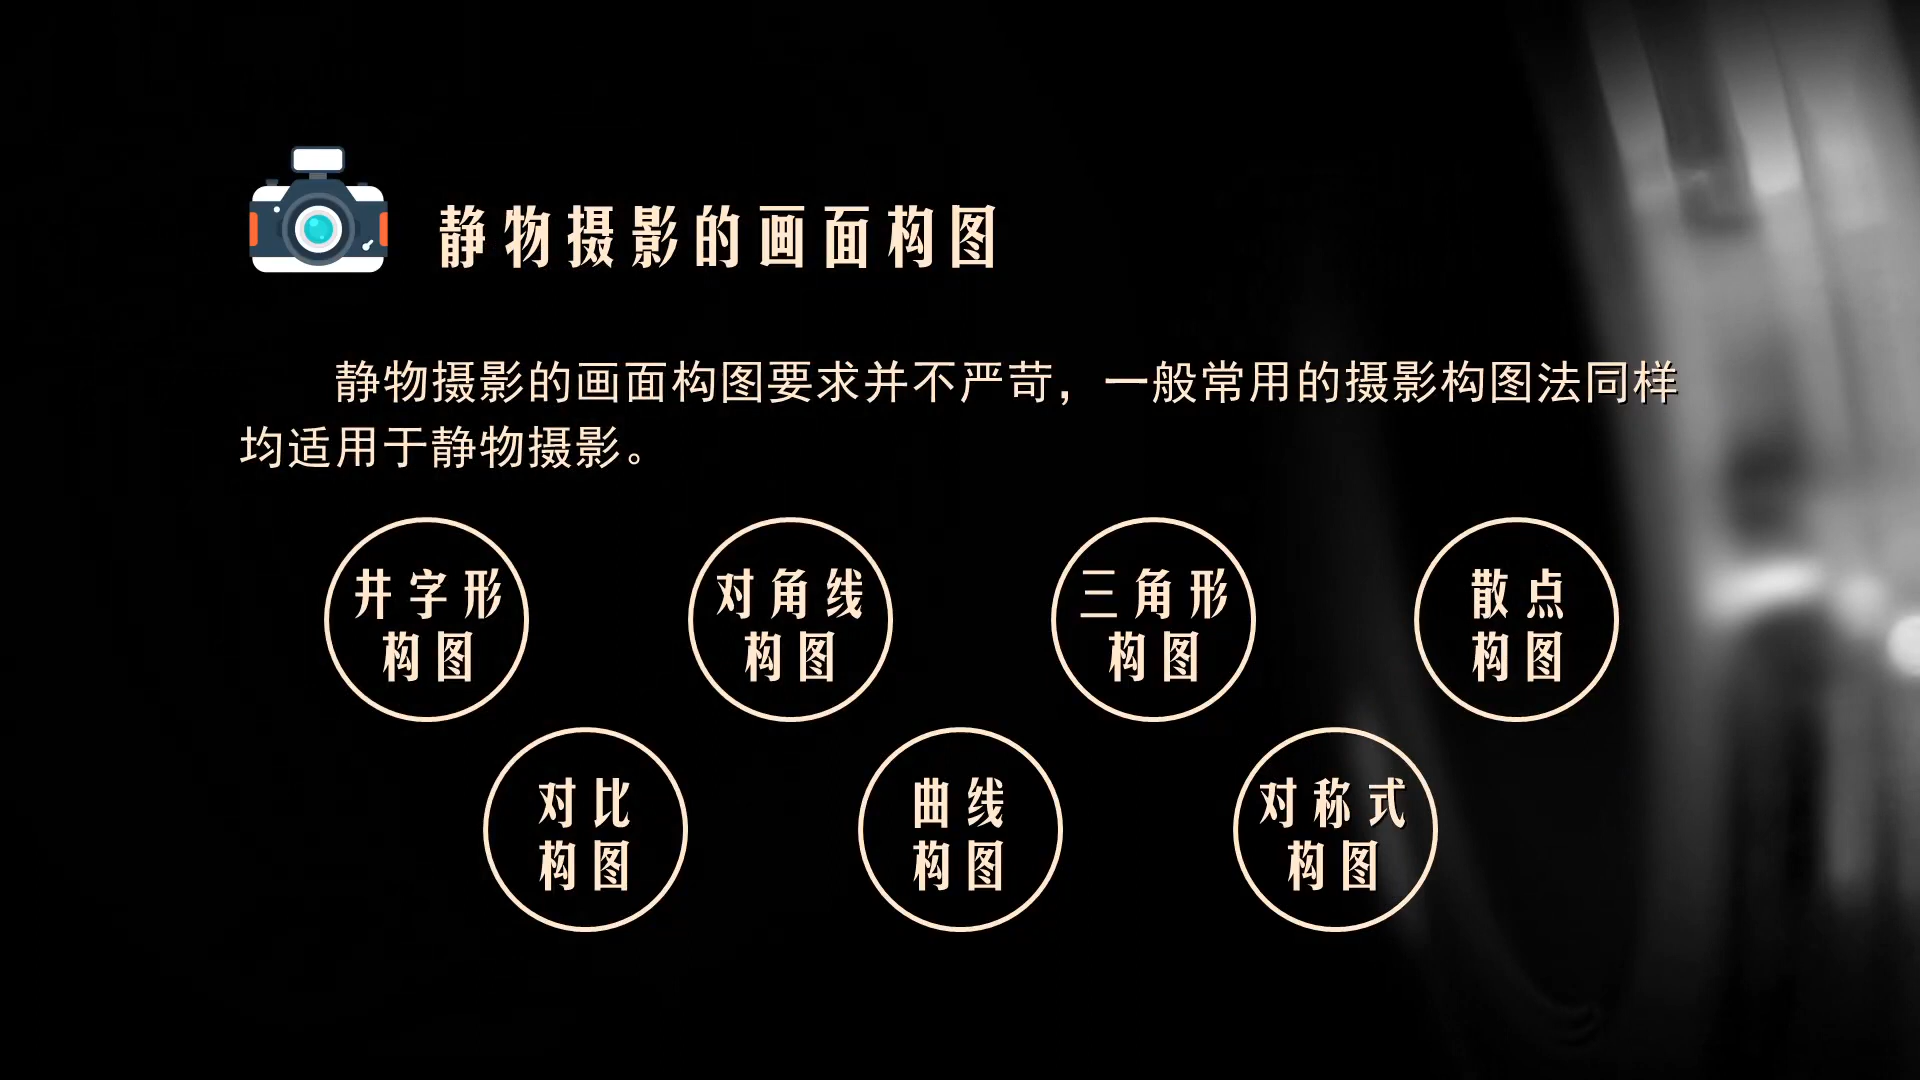 静物摄影的画面构图
静物摄影的画面构图要求并不严苛，一般常用的摄影构图法同样
均适用于静物摄影。
井字形
构图
对角线
构图
三角形
构图
散点
构图
对比
构图
曲线
构图
对称式
构图